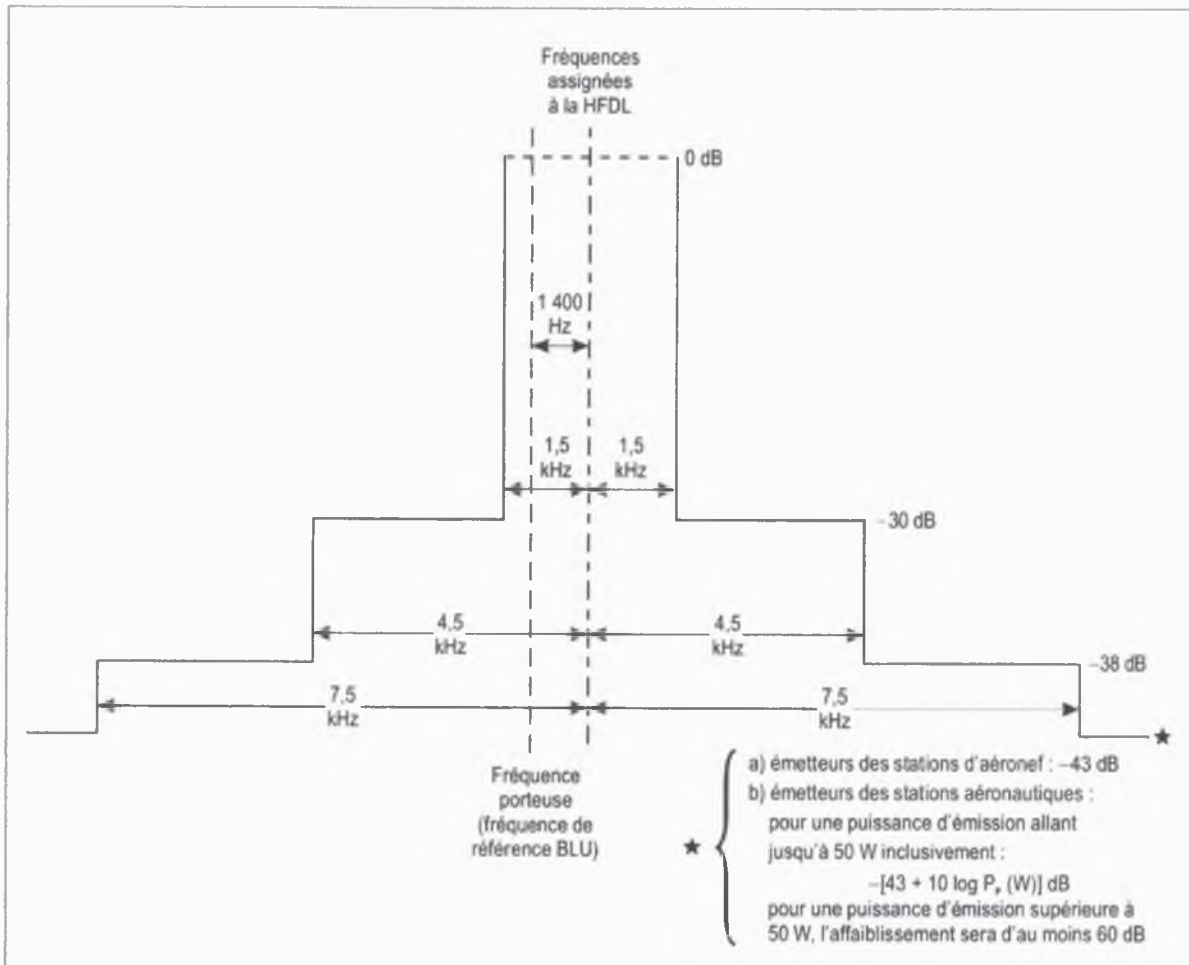 Fréquences
assignées
à la HFDL
0 dB
1 400
Hz
1,5
kHz
1,5
kHz
– 30 dB
4,5
kHz
4,5
kHz
–38 dB
7,5
kHz
7,5
kHz
★
Fréquence
porteuse
(fréquence de
référence BLU)
★
a) émetteurs des stations d'aéronef : –43 dB
b) émetteurs des stations aéronautiques :
pour une puissance d'émission allant
jusqu'à 50 W inclusivement :
–[43 + 10 log Pₚ (W)] dB
pour une puissance d'émission supérieure à
50 W, l'affaiblissement sera d'au moins 60 dB